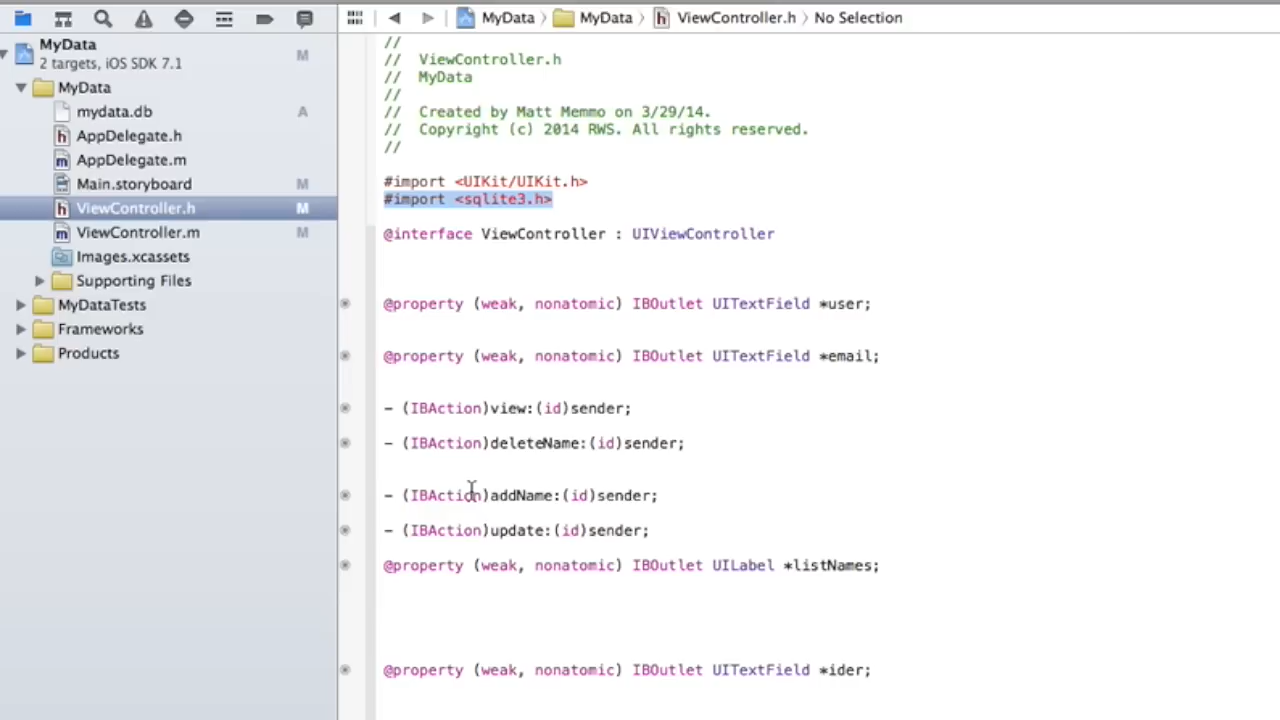 MyData > MyData > ViewController.h > No Selection
MyData
M
2 targets, iOS SDK 7.1
MyData
mydata.db A
AppDelegate.h
AppDelegate.m
Main.storyboard M
ViewController.h M
ViewController.m M
Images.xcassets
Supporting Files
MyDataTests
Frameworks
Products
//
// ViewController.h
// MyData
//
// Created by Matt Memmo on 3/29/14.
// Copyright (c) 2014 RWS. All rights reserved.
//
#import <UIKit/UIKit.h>
#import <sqlite3.h>
@interface ViewController : UIViewController
@property (weak, nonatomic) IBOutlet UITextField *user;
@property (weak, nonatomic) IBOutlet UITextField *email;
- (IBAction)view:(id)sender;
- (IBAction)deleteName:(id)sender;
- (IBAction)addName:(id)sender;
- (IBAction)update:(id)sender;
@property (weak, nonatomic) IBOutlet UILabel *listNames;
@property (weak, nonatomic) IBOutlet UITextField *ider;